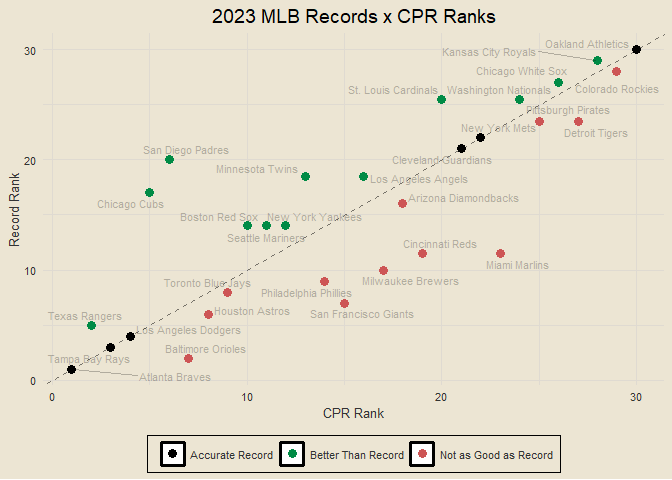 2023 MLB Records x CPR Ranks
30
Oakland Athletics
Kansas City Royals
Chicago White Sox
Colorado Rockies
St. Louis Cardinals
Washington Nationals
Pittsburgh Pirates
New York Mets
Detroit Tigers
20
San Diego Padres
Cleveland Guardians
Minnesota Twins
Los Angeles Angels
Chicago Cubs
Arizona Diamondbacks
Boston Red Sox
New York Yankees
Seattle Mariners
Cincinnati Reds
Miami Marlins
10
Toronto Blue Jays
Milwaukee Brewers
Philadelphia Phillies
Houston Astros
San Francisco Giants
Texas Rangers
Los Angeles Dodgers
Baltimore Orioles
Tampa Bay Rays
Atlanta Braves
0
Record Rank
0
10
20
30
CPR Rank
Accurate Record
Better Than Record
Not as Good as Record